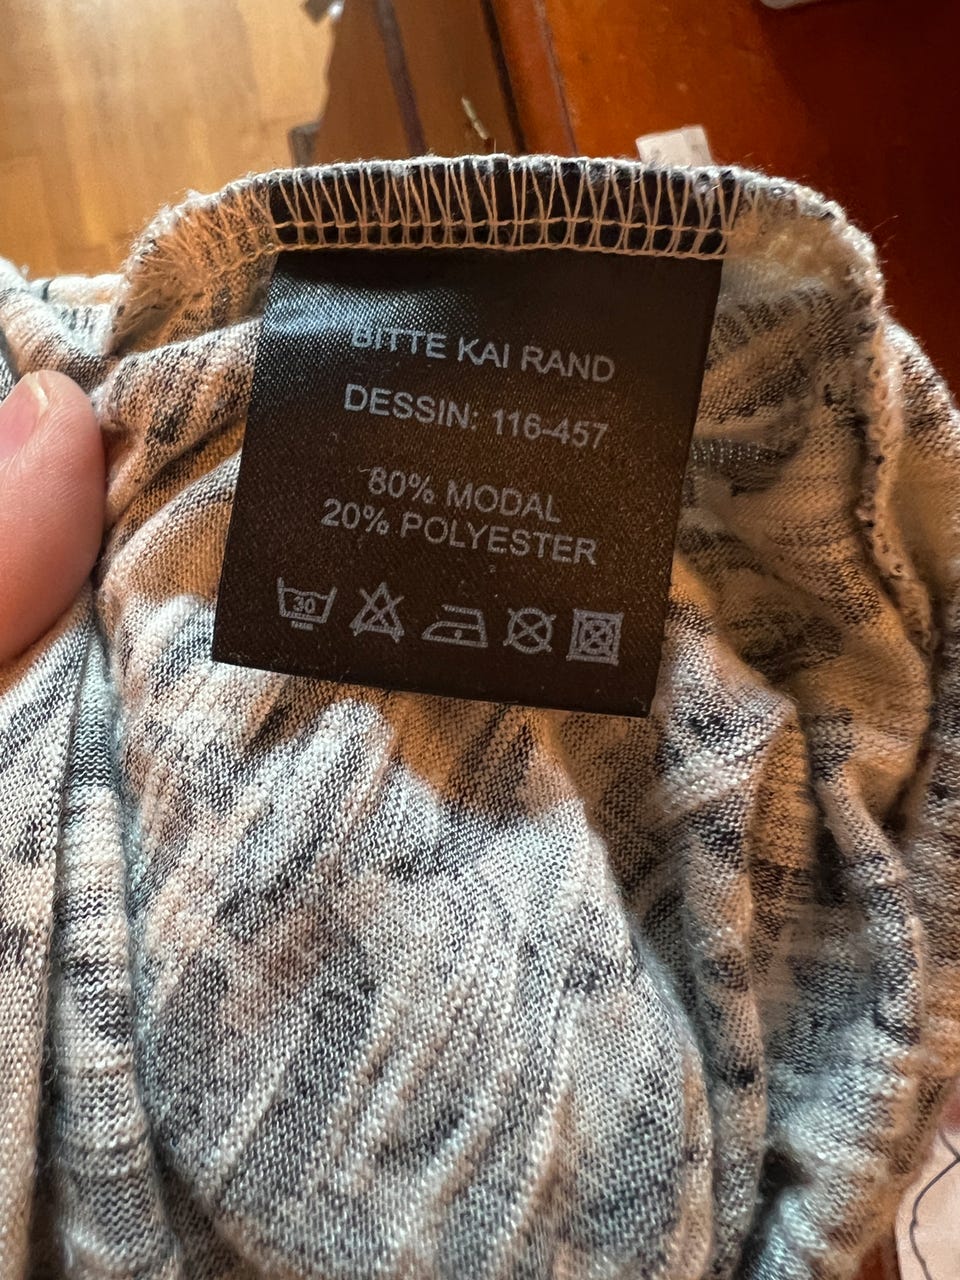 BITTE KAI RAND
DESSIN: 116-457
80% MODAL
20% POLYESTER
30